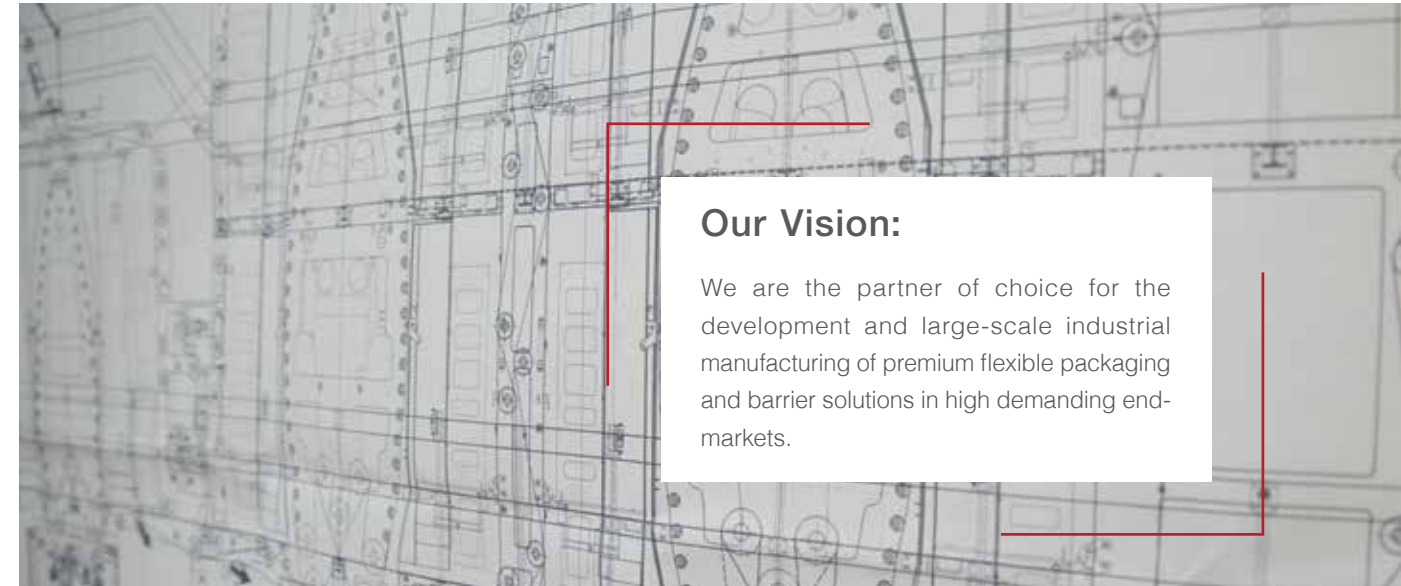 Our Vision:
We are the partner of choice for the
development and large-scale industrial
manufacturing of premium flexible packaging
and barrier solutions in high demanding end-
markets.